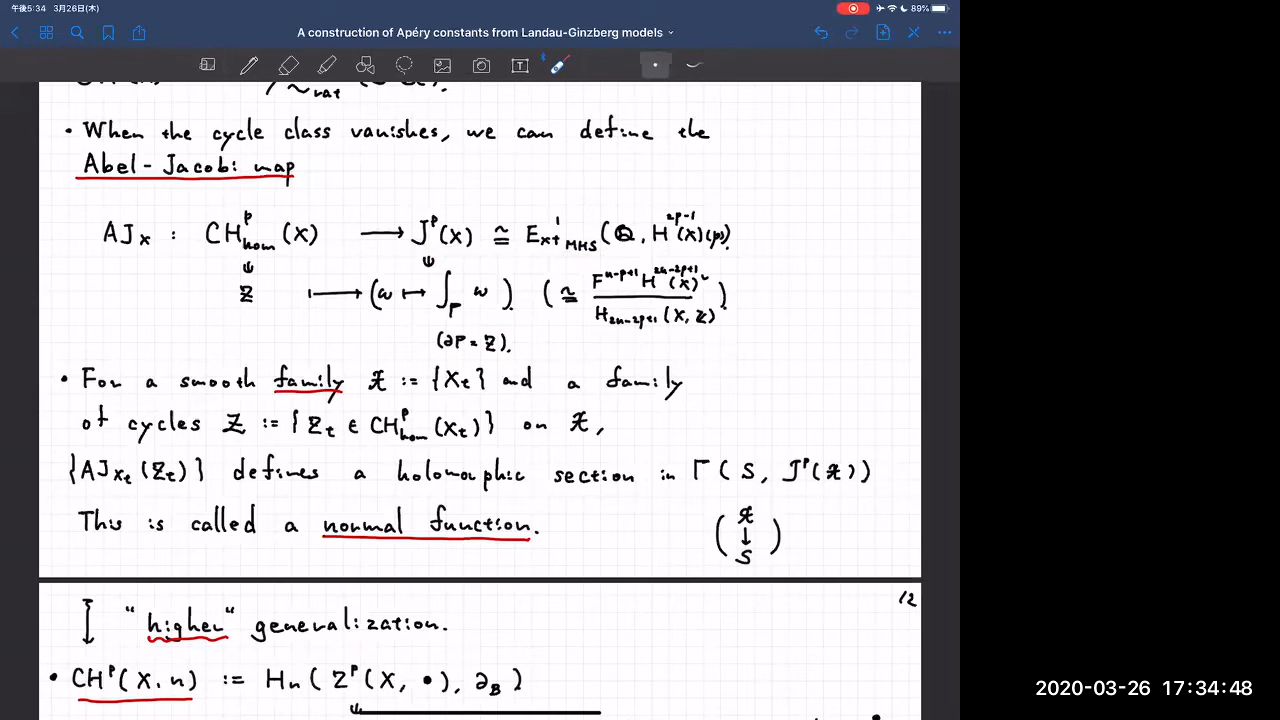 午後5:34 3月26日(木)
89%
A construction of Apéry constants from Landau-Ginzberg models
~rat
• When the cycle class vanishes, we can define the
Abel-Jacobi map
AJ_X : CH^p_hom(X) ⟶ J^p(X) ≅ Ext^1_MHS(Q, H^{2p-1}(X)(p)).
Z ⟼ (ω ↦ ∫_Γ ω). (≅ F^{n-p+1}H^{2n-2p+1}(X)^∨ / H_{2n-2p+1}(X, Z)).
(∂Γ = Z).
• For a smooth family 𝒳 := {X_t} and a family
of cycles Z := {Z_t ∈ CH^p_hom(X_t)} on 𝒳,
{AJ_{X_t}(Z_t)} defines a holomorphic section in Γ(S, J^p(𝒳))
This is called a normal function. (𝒳 ↓ S)
12
"higher" generalization.
• CH^p(X.n) := Hn(Z^p(X, •), ∂_B)
2020-03-26 17:34:48